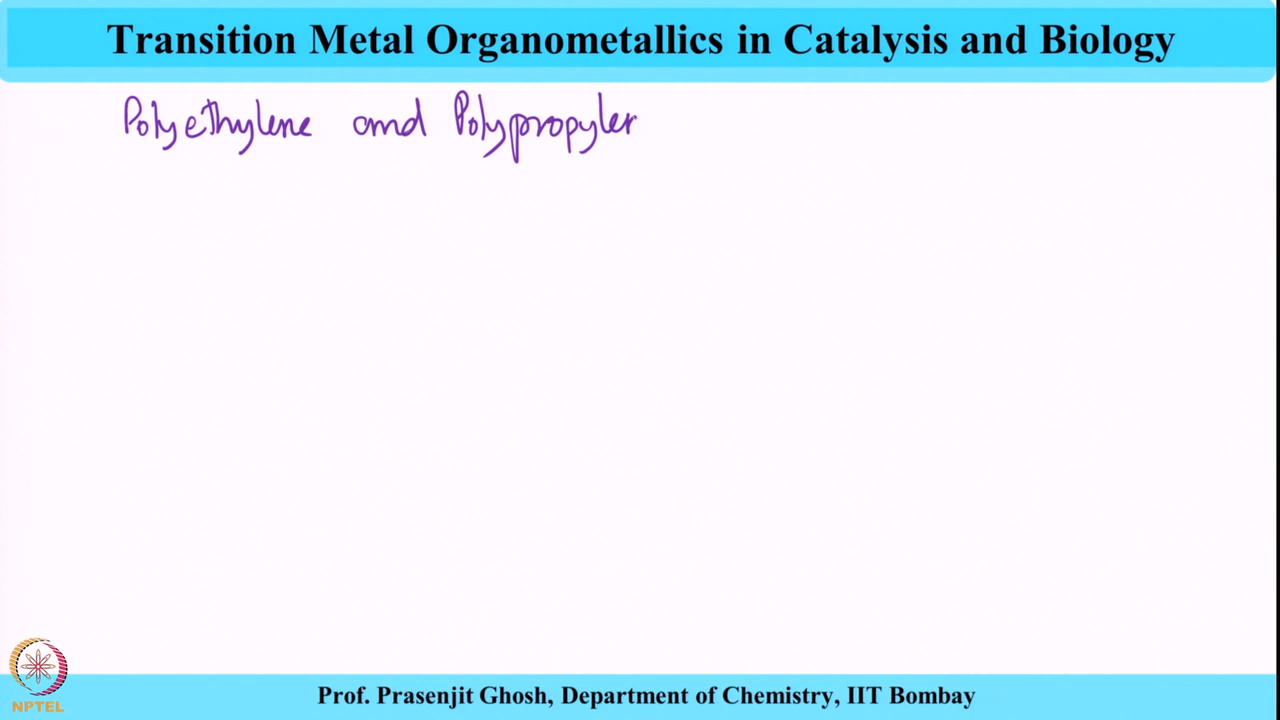 Transition Metal Organometallics in Catalysis and Biology
Polyethylene and Polypropyler
NPTEL
Prof. Prasenjit Ghosh, Department of Chemistry, IIT Bombay